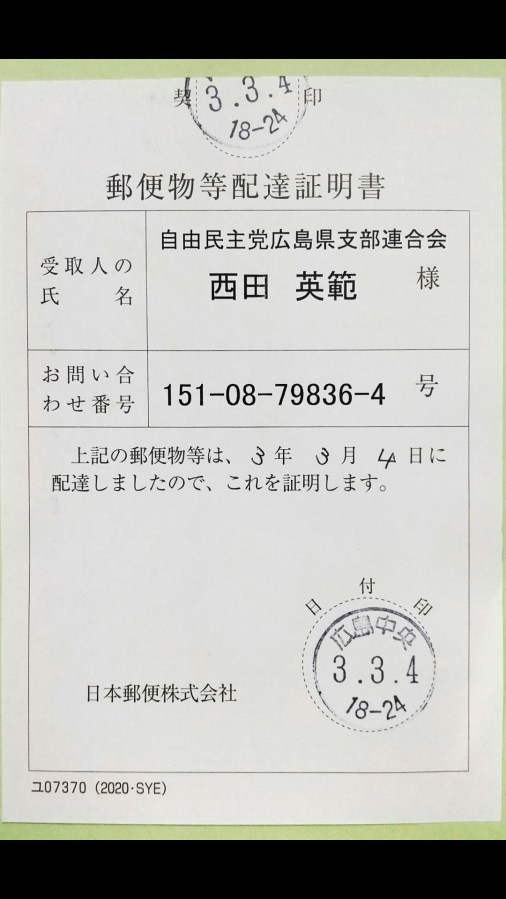 契 3.3.4 印
18-24
郵便物等配達証明書
受取人の
氏名
自由民主党広島県支部連合会
西田 英範 様
お問い合
わせ番号
151-08-79836-4 号
上記の郵便物等は、3年3月4日に
配達しましたので、これを証明します。
日付印
広島中央
3.3.4
18-24
日本郵便株式会社
ユ07370（2020・SYE）